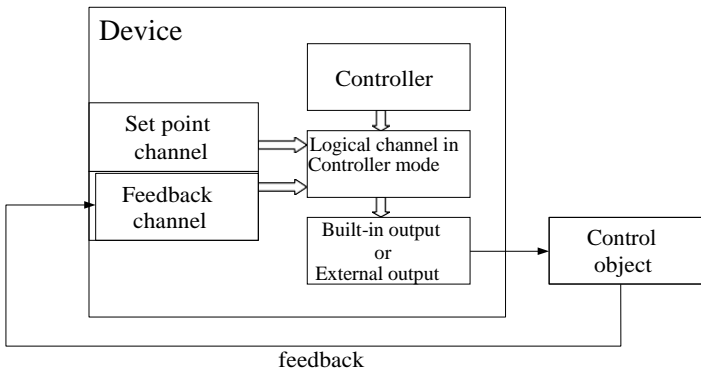 Device
Controller
Set point
channel
Logical channel in
Controller mode
Feedback
channel
Built-in output
or
External output
Control
object
feedback